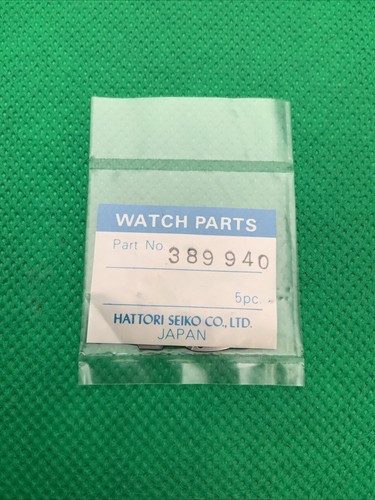 WATCH PARTS
Part No 389 940
5pc.
HATTORI SEIKO CO., LTD.
JAPAN